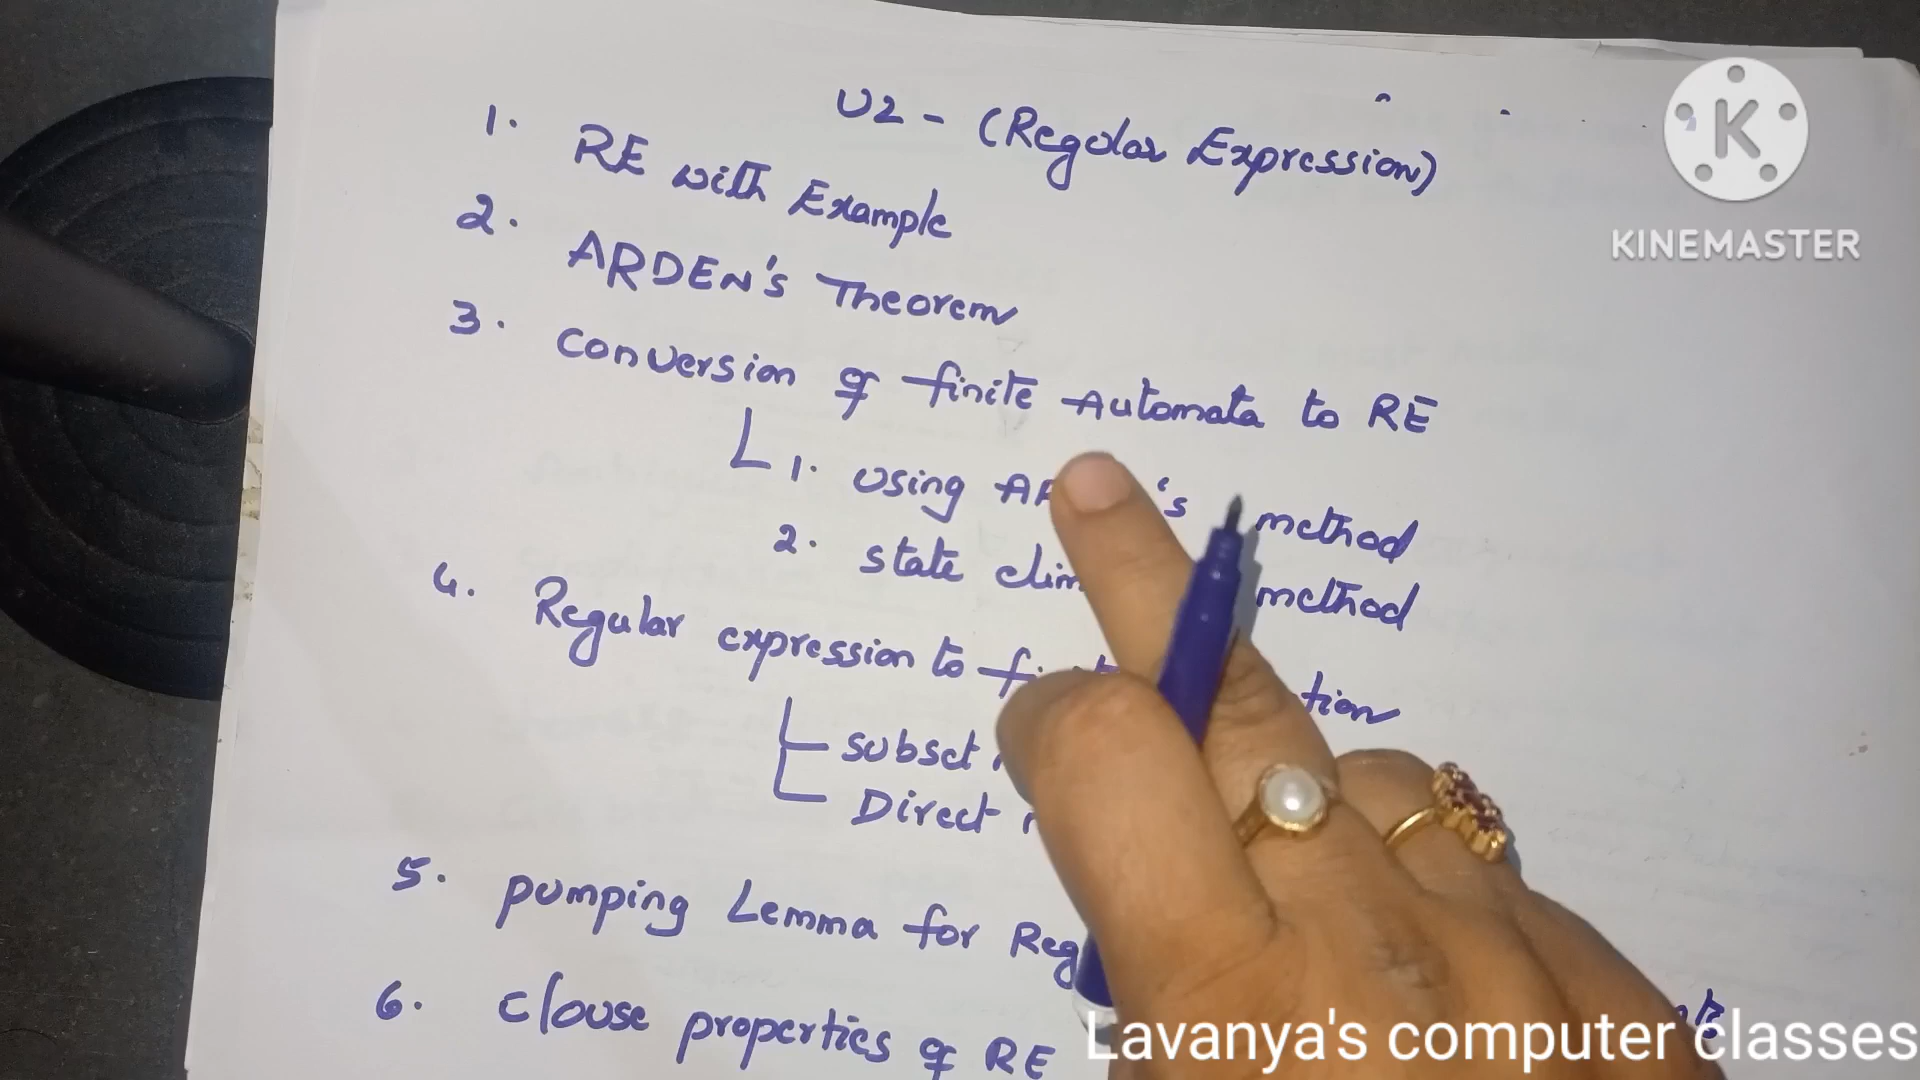 U2 - (Regular Expression)
1. RE with Example
2. ARDEN's Theorem
3. conversion of finite Automata to RE
1. Using 's method
2. state method
4. Regular expression to
subset
Direct
5. pumping Lemma for
6. clouse properties of RE
K
KINEMASTER
Lavanya's computer classes